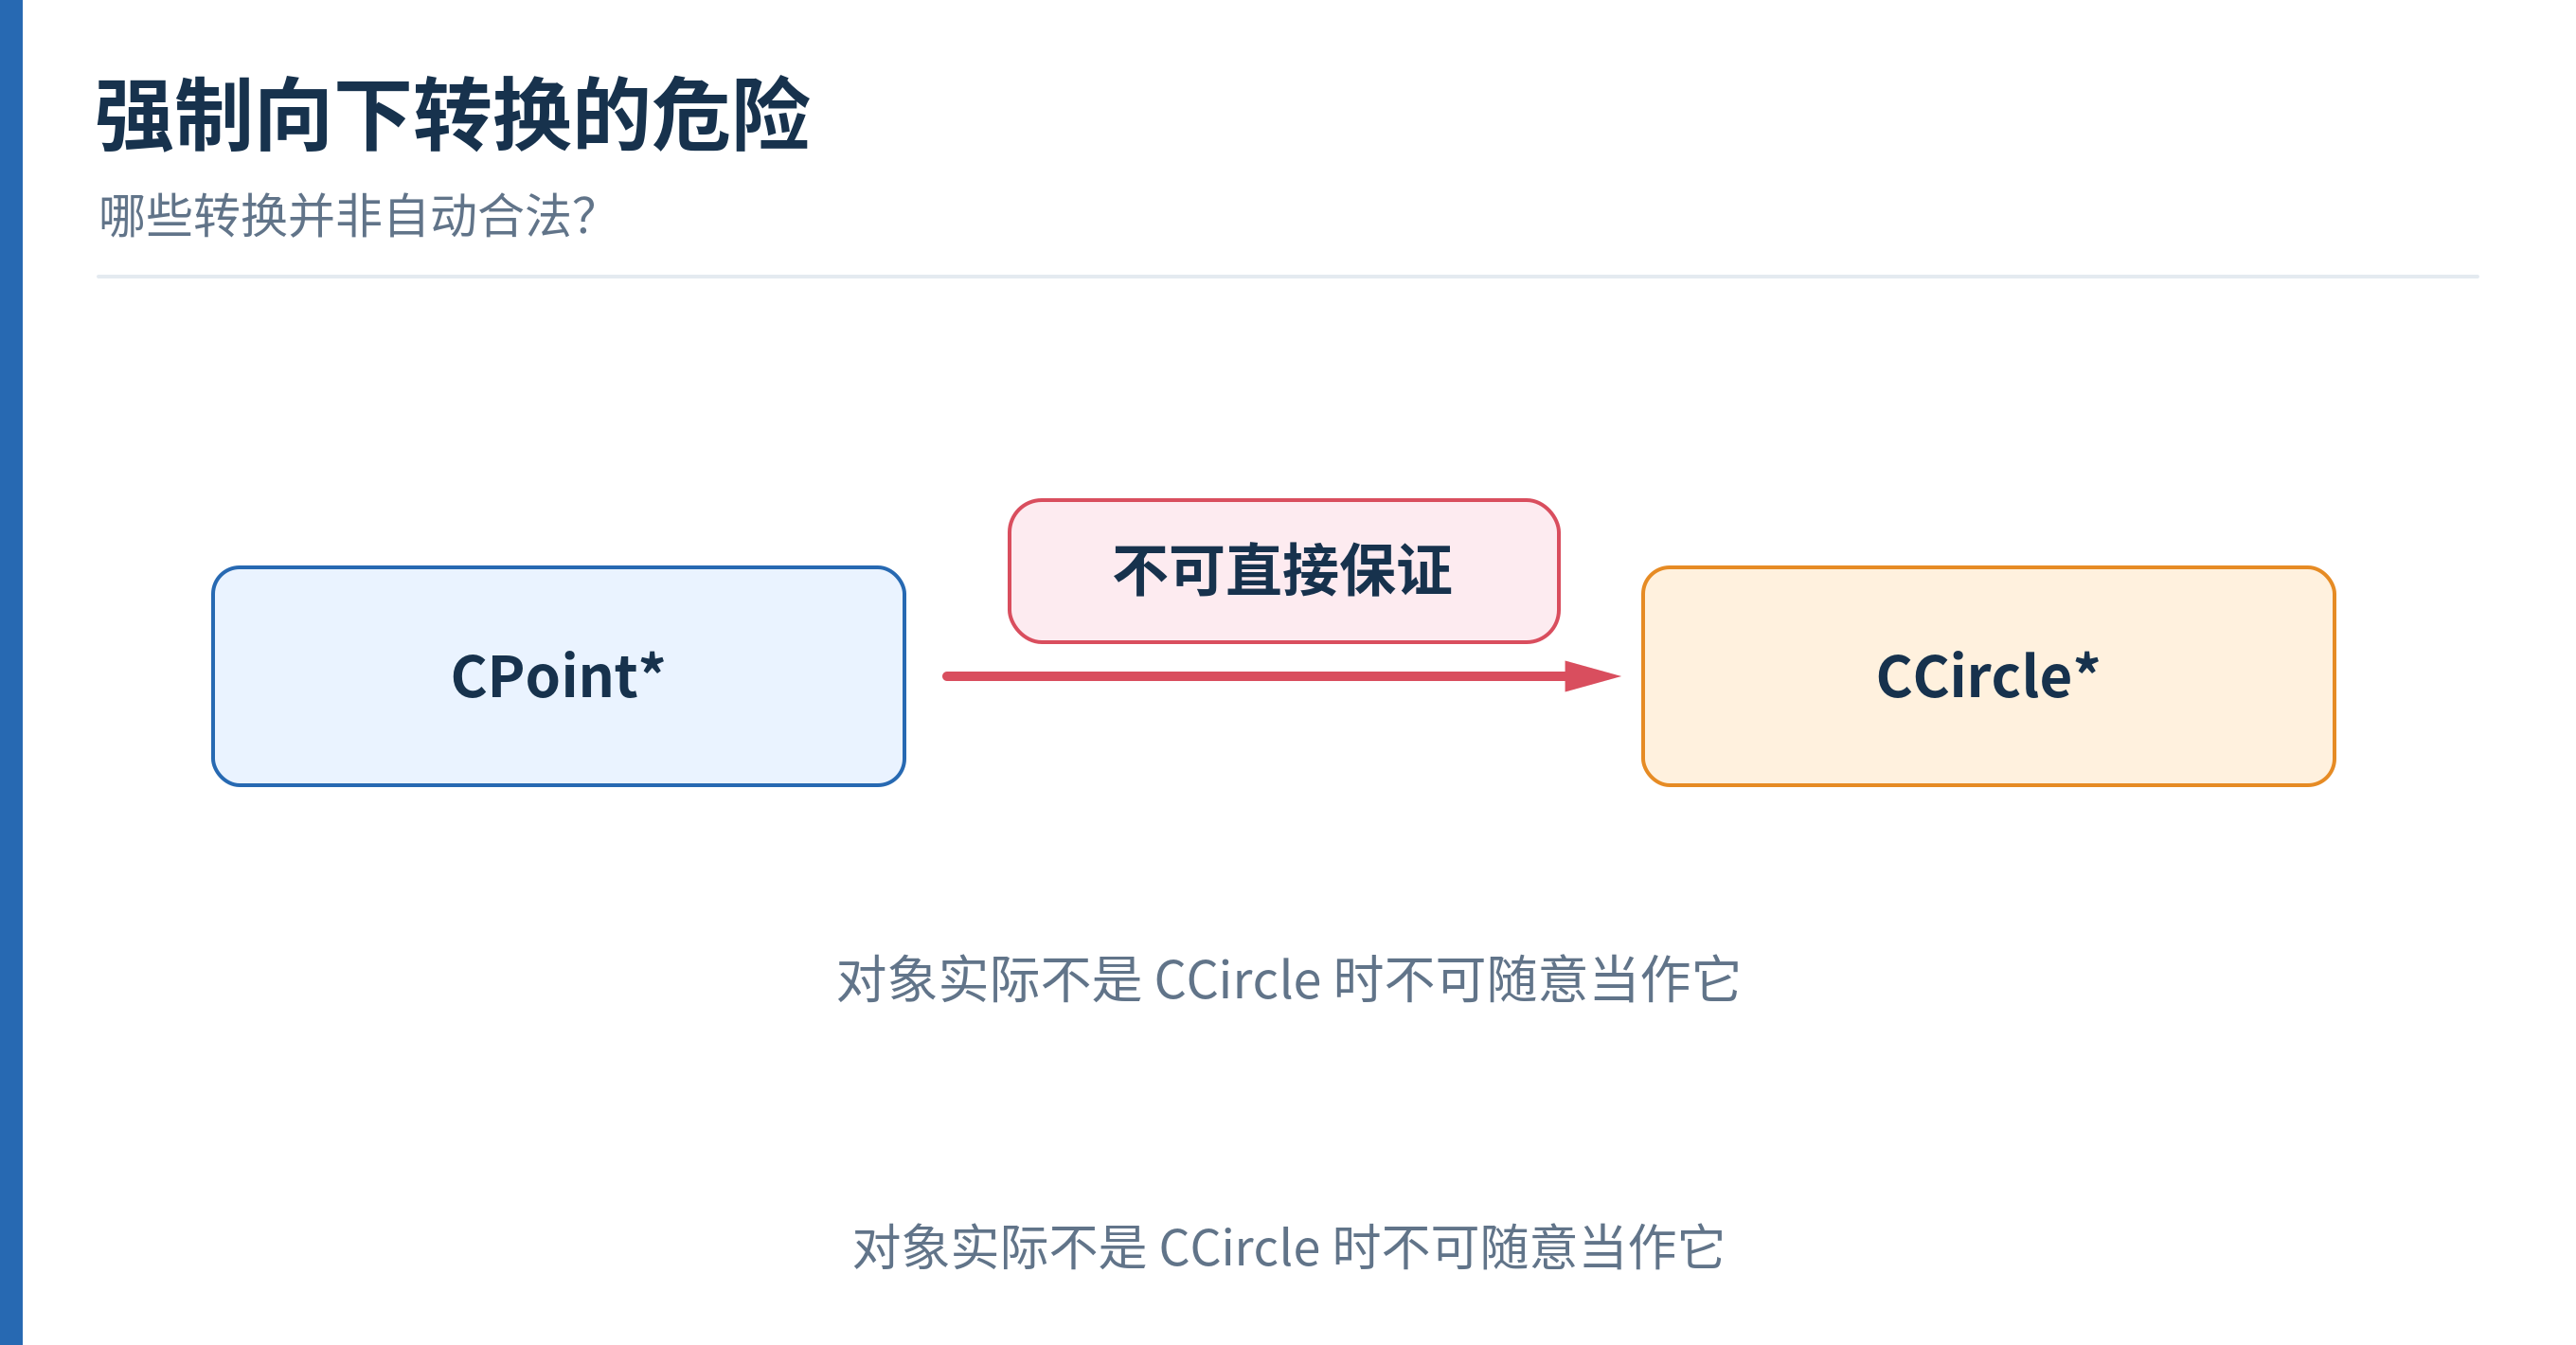 强制向下转换的危险
哪些转换并非自动合法？
不可直接保证
CPoint*
CCircle*
对象实际不是 CCircle 时不可随意当作它
对象实际不是 CCircle 时不可随意当作它